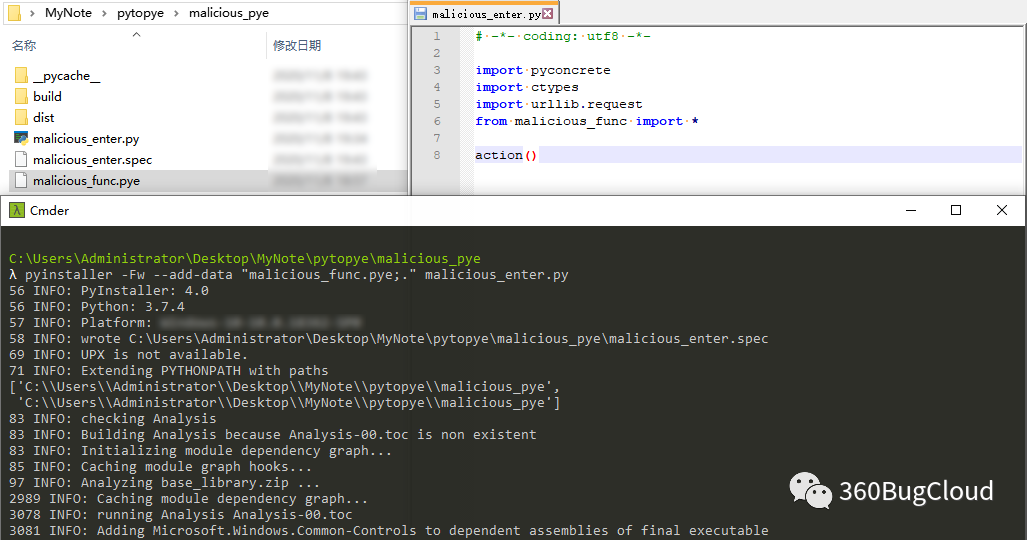 MyNote › pytopye › malicious_pye
名称 修改日期
__pycache__
build
dist
malicious_enter.py
malicious_enter.spec
malicious_func.pye
malicious_enter.py
1 # -*- coding: utf8 -*-
2
3 import pyconcrete
4 import ctypes
5 import urllib.request
6 from malicious_func import *
7
8 action()
λ Cmder
C:\Users\Administrator\Desktop\MyNote\pytopye\malicious_pye
λ pyinstaller -Fw --add-data "malicious_func.pye;." malicious_enter.py
56 INFO: PyInstaller: 4.0
56 INFO: Python: 3.7.4
57 INFO: Platform:
58 INFO: wrote C:\Users\Administrator\Desktop\MyNote\pytopye\malicious_pye\malicious_enter.spec
69 INFO: UPX is not available.
71 INFO: Extending PYTHONPATH with paths
['C:\\Users\\Administrator\\Desktop\\MyNote\\pytopye\\malicious_pye',
'C:\\Users\\Administrator\\Desktop\\MyNote\\pytopye\\malicious_pye']
83 INFO: checking Analysis
83 INFO: Building Analysis because Analysis-00.toc is non existent
83 INFO: Initializing module dependency graph...
85 INFO: Caching module graph hooks...
97 INFO: Analyzing base_library.zip ...
2989 INFO: Caching module dependency graph...
3078 INFO: running Analysis Analysis-00.toc
3081 INFO: Adding Microsoft.Windows.Common-Controls to dependent assemblies of final executable
360BugCloud